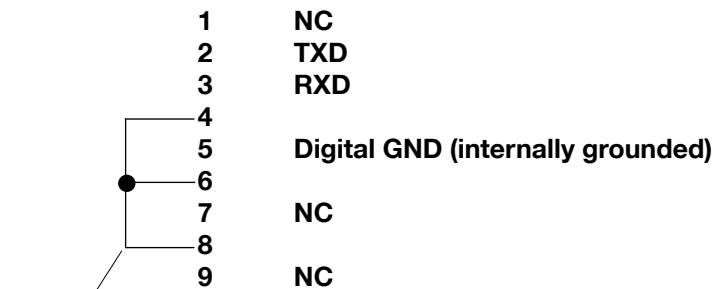 1 NC
2 TXD
3 RXD
4
5 Digital GND (internally grounded)
6
7 NC
8
9 NC